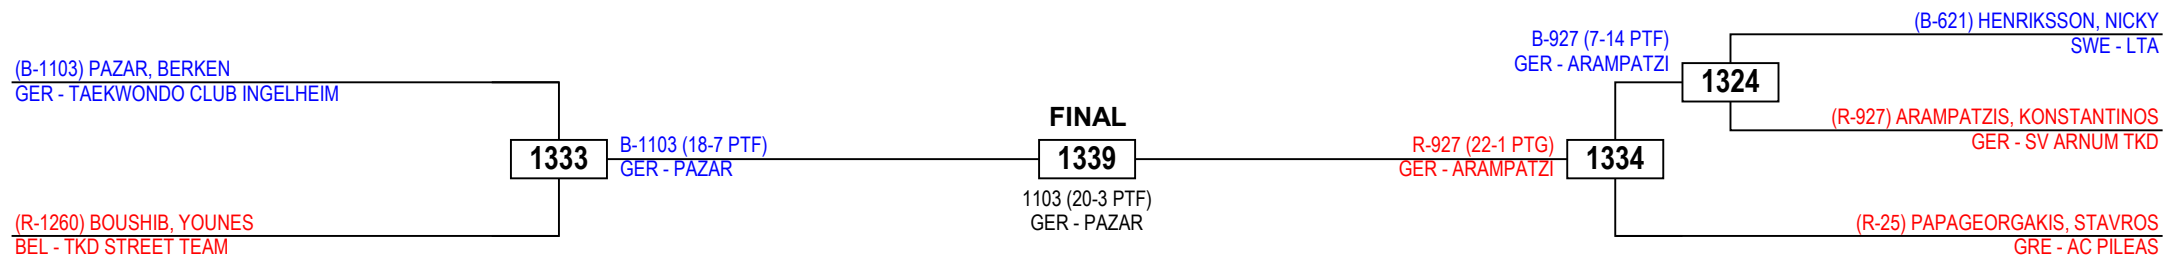 (B-1103) PAZAR, BERKEN
GER - TAEKWONDO CLUB INGELHEIM
1333
B-1103 (18-7 PTF)
GER - PAZAR
(R-1260) BOUSHIB, YOUNES
BEL - TKD STREET TEAM
FINAL
1339
1103 (20-3 PTF)
GER - PAZAR
(B-621) HENRIKSSON, NICKY
SWE - LTA
B-927 (7-14 PTF)
GER - ARAMPATZI
1324
(R-927) ARAMPATZIS, KONSTANTINOS
GER - SV ARNUM TKD
R-927 (22-1 PTG)
GER - ARAMPATZI
1334
(R-25) PAPAGEORGAKIS, STAVROS
GRE - AC PILEAS